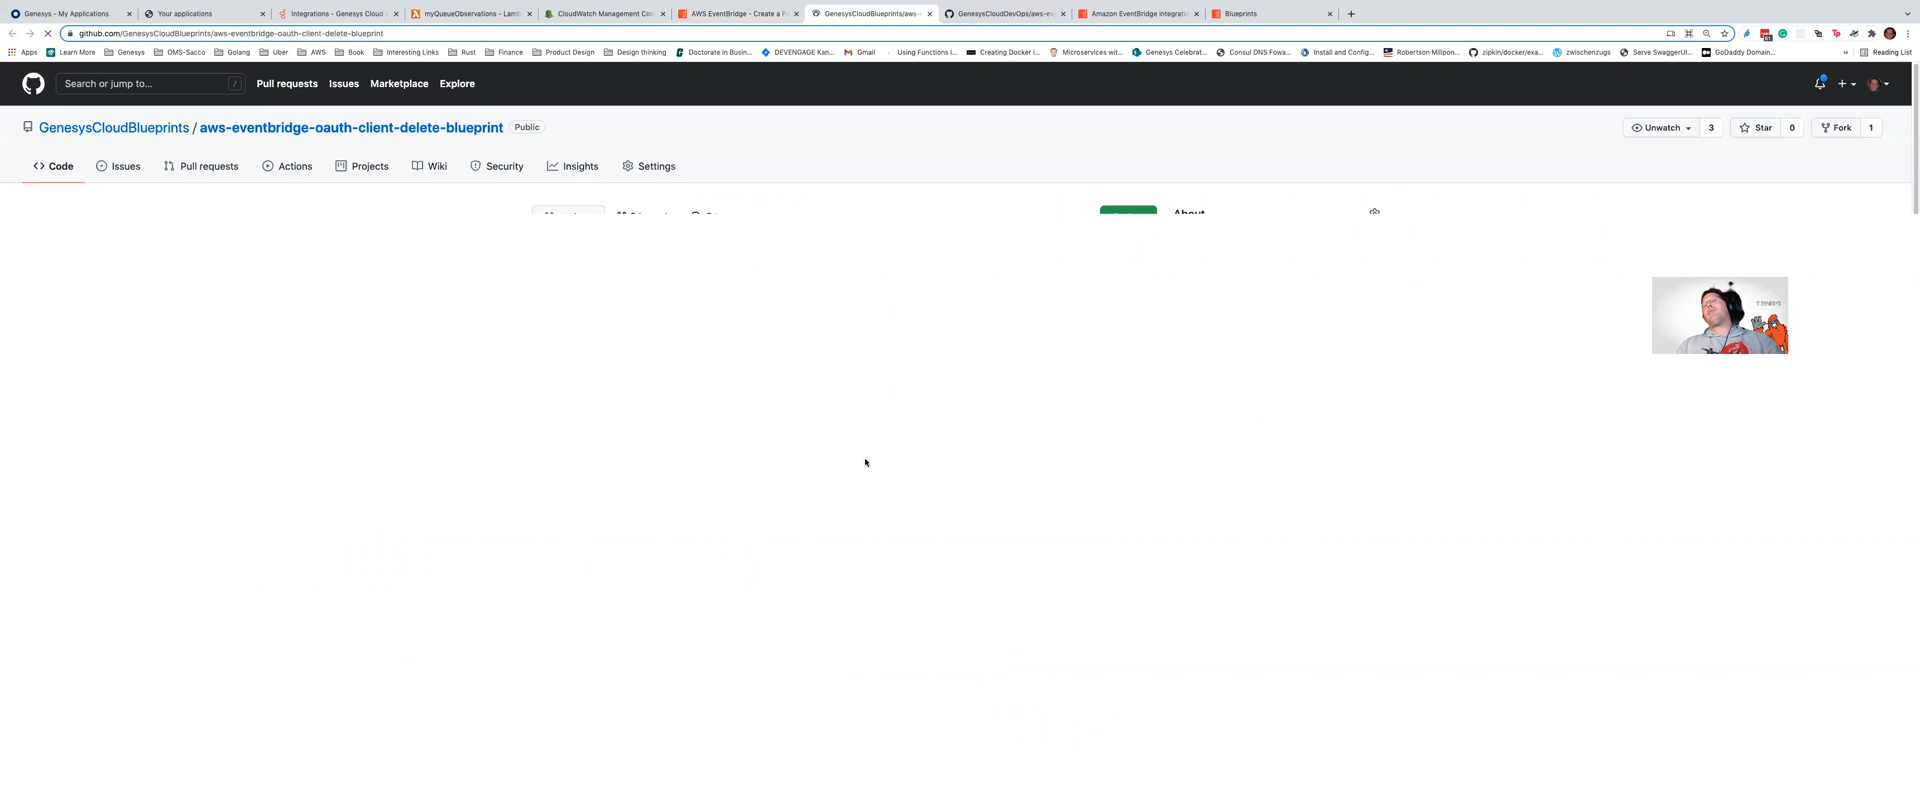 Genesys - My Applications
Your applications
Integrations - Genesys Cloud
myQueueObservations - Lamb
CloudWatch Management Con
AWS EventBridge - Create a P
GenesysCloudBlueprints/aws-
GenesysCloudDevOps/aws-ev
Amazon EventBridge integrati
Blueprints
github.com/GenesysCloudBlueprints/aws-eventbridge-oauth-client-delete-blueprint
Apps
Learn More
Genesys
OMS-Sacco
Golang
Uber
AWS
Book
Interesting Links
Rust
Finance
Product Design
Design thinking
Doctorate in Busin...
DEVENGAGE Kan...
Gmail
Using Functions i...
Creating Docker i...
Microservices wit...
Genesys Celebrat...
Consul DNS Fowa...
Install and Config...
Robertson Millpon...
zipkin/docker/exa...
zwischenzugs
Serve SwaggerUI...
GoDaddy Domain...
»
Reading List
Search or jump to... /
Pull requests
Issues
Marketplace
Explore
GenesysCloudBlueprints / aws-eventbridge-oauth-client-delete-blueprint Public
Unwatch 3
Star 0
Fork 1
Code
Issues
Pull requests
Actions
Projects
Wiki
Security
Insights
Settings
About
GENESYS